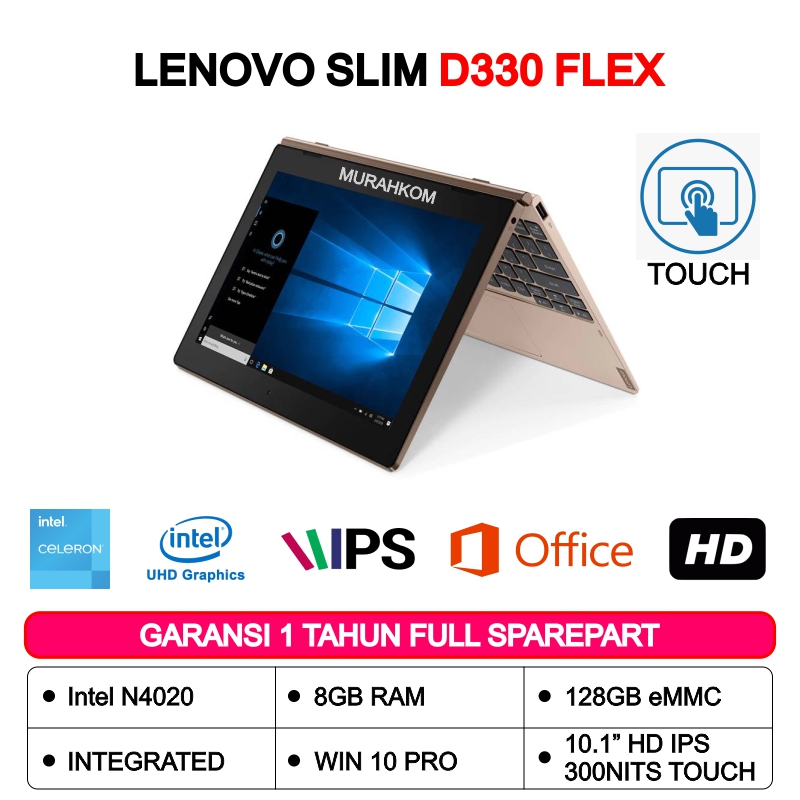 LENOVO SLIM D330 FLEX
MURAHKOM
TOUCH
intel.
CELERON
intel
UHD Graphics
IPS
Office
HD
GARANSI 1 TAHUN FULL SPAREPART
• Intel N4020
• 8GB RAM
• 128GB eMMC
• INTEGRATED
• WIN 10 PRO
• 10.1” HD IPS
300NITS TOUCH